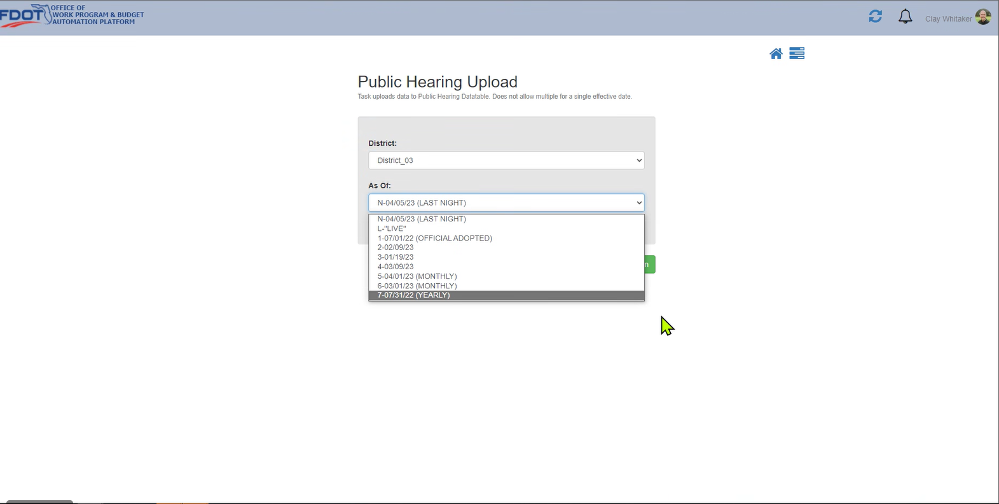 FDOT
OFFICE OF
WORK PROGRAM & BUDGET
AUTOMATION PLATFORM
Clay Whitaker
Public Hearing Upload
Task uploads data to Public Hearing Datatable. Does not allow multiple for a single effective date.
District:
District_03
As Of:
N-04/05/23 (LAST NIGHT)
N-04/05/23 (LAST NIGHT)
L-"LIVE"
1-07/01/22 (OFFICIAL ADOPTED)
2-02/09/23
3-01/19/23
4-03/09/23
n
5-04/01/23 (MONTHLY)
6-03/01/23 (MONTHLY)
7-07/31/22 (YEARLY)